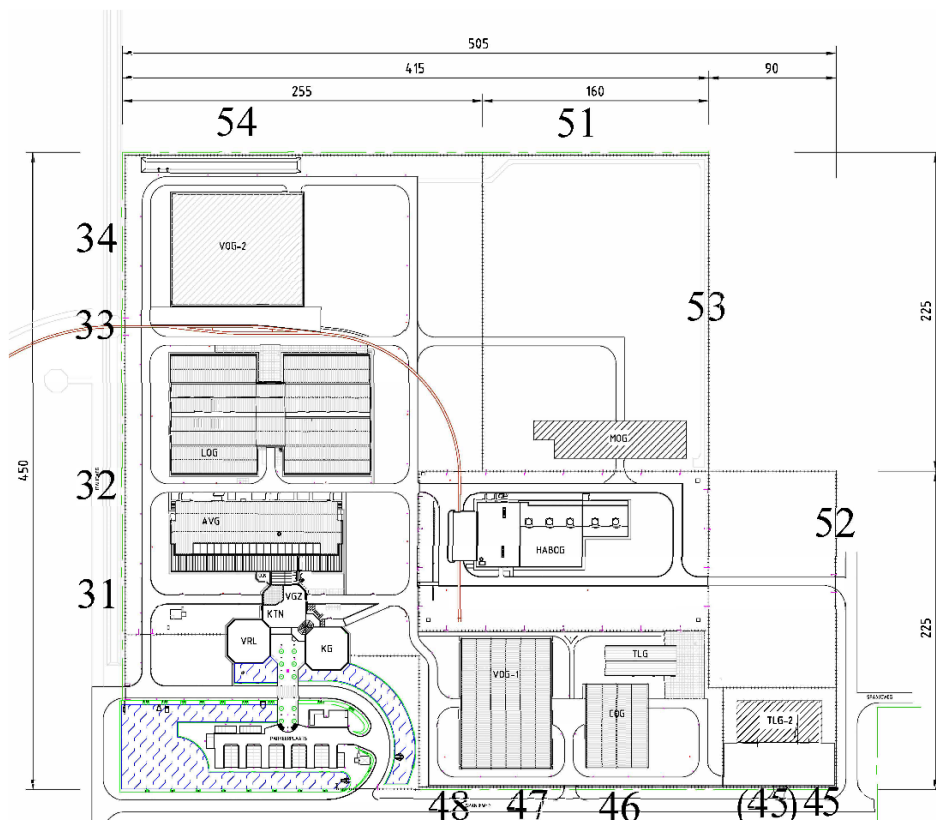 505
415 90
255 160
54 51
34
VOG-2
33
53
225
MOG
LOG
450
32
AVG
52
HABOG
31
VGZ
KTN
VRL
KG
225
VOG-1
TLG
COG
TLG-2
SPANJEWEG
48 47 46 (45) 45